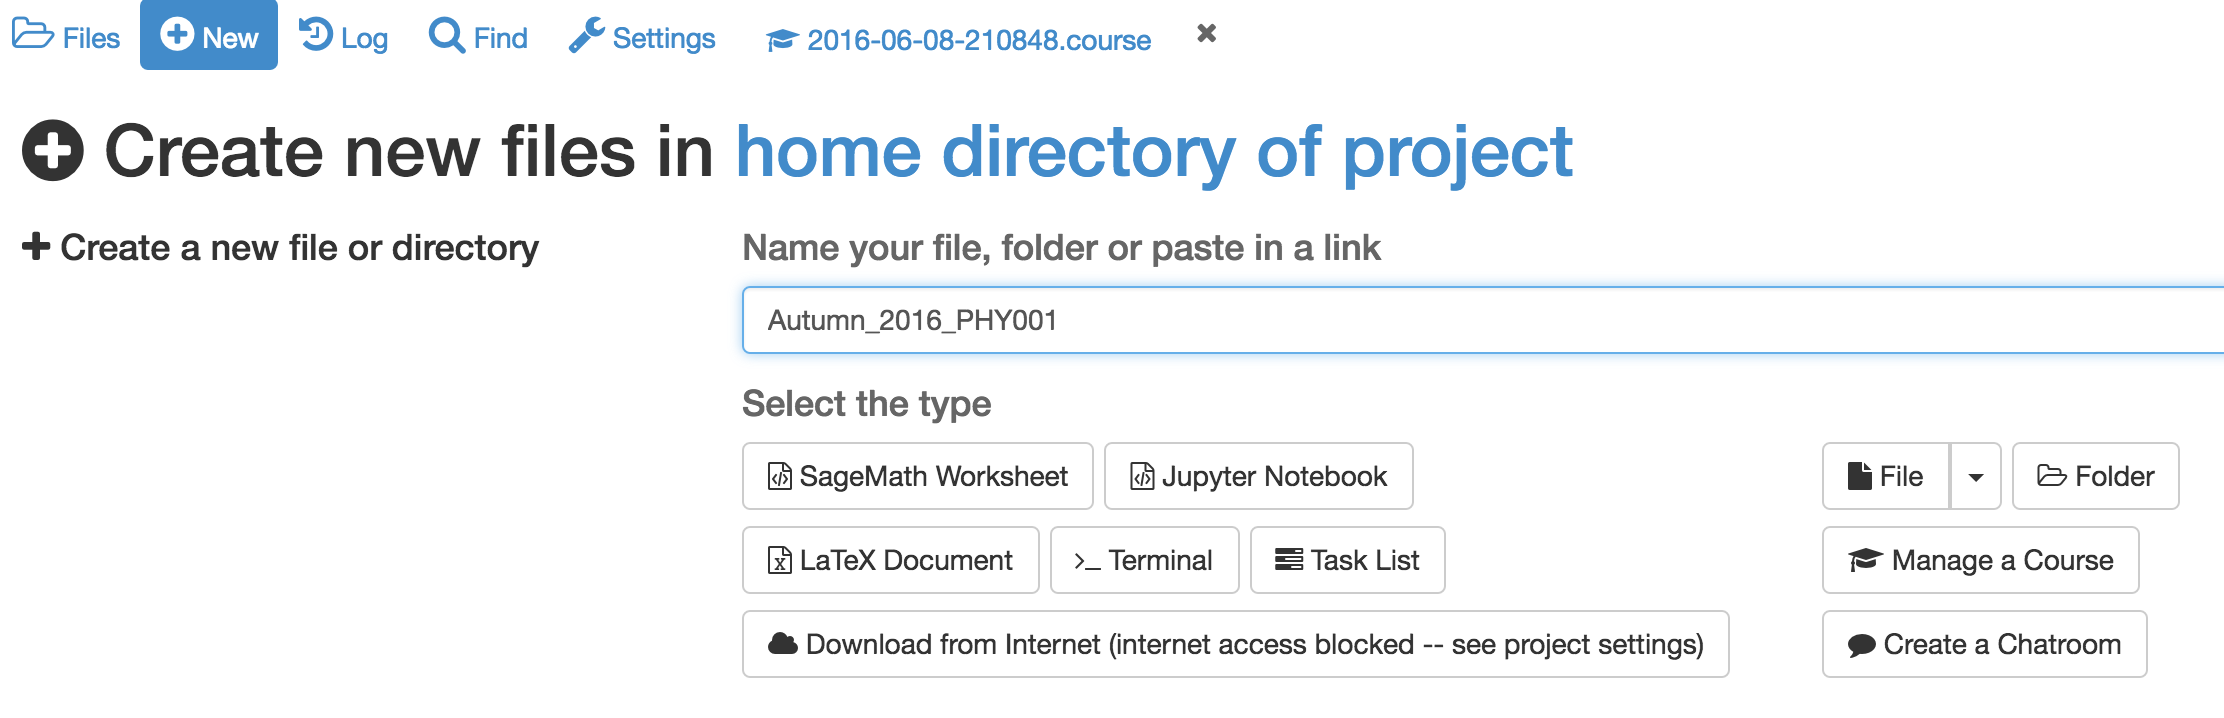 Files New Log Find Settings 2016-06-08-210848.course
Create new files in home directory of project
Create a new file or directory
Name your file, folder or paste in a link
Autumn_2016_PHY001
Select the type
SageMath Worksheet Jupyter Notebook File Folder
LaTeX Document Terminal Task List Manage a Course
Download from Internet (internet access blocked -- see project settings) Create a Chatroom